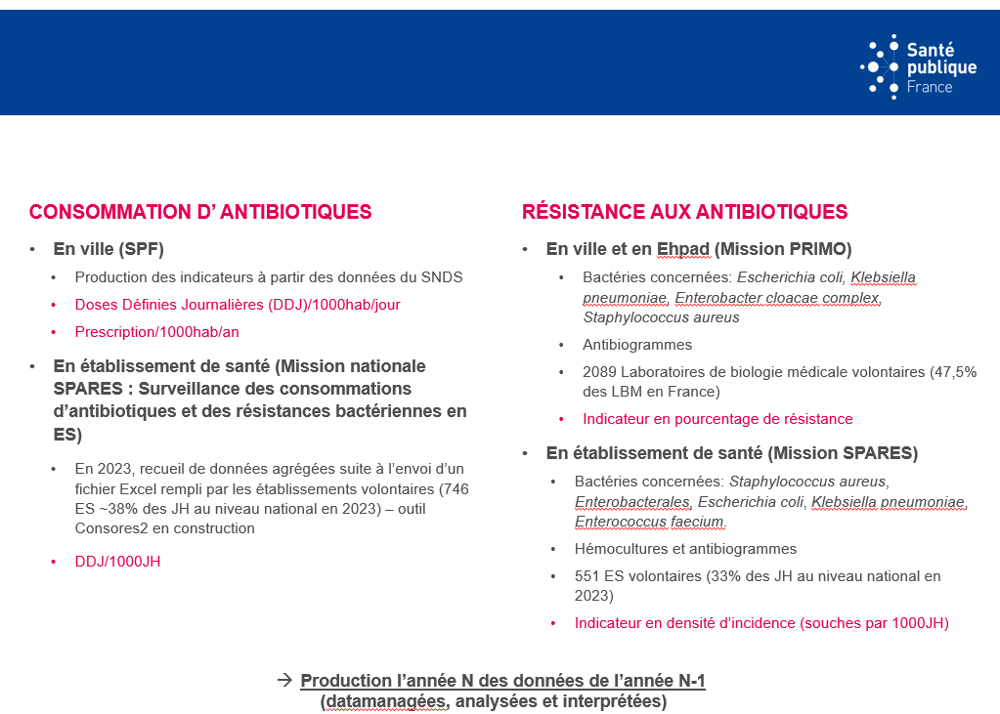 Santé
publique
France
CONSOMMATION D’ ANTIBIOTIQUES
• En ville (SPF)
• Production des indicateurs à partir des données du SNDS
• Doses Définies Journalières (DDJ)/1000hab/jour
• Prescription/1000hab/an
• En établissement de santé (Mission nationale
SPARES : Surveillance des consommations
d’antibiotiques et des résistances bactériennes en
ES)
• En 2023, recueil de données agrégées suite à l’envoi d’un
fichier Excel rempli par les établissements volontaires (746
ES ~38% des JH au niveau national en 2023) – outil
Consores2 en construction
• DDJ/1000JH
RÉSISTANCE AUX ANTIBIOTIQUES
• En ville et en Ehpad (Mission PRIMO)
• Bactéries concernées: Escherichia coli, Klebsiella
pneumoniae, Enterobacter cloacae complex,
Staphylococcus aureus
• Antibiogrammes
• 2089 Laboratoires de biologie médicale volontaires (47,5%
des LBM en France)
• Indicateur en pourcentage de résistance
• En établissement de santé (Mission SPARES)
• Bactéries concernées: Staphylococcus aureus,
Enterobacterales, Escherichia coli, Klebsiella pneumoniae,
Enterococcus faecium.
• Hémocultures et antibiogrammes
• 551 ES volontaires (33% des JH au niveau national en
2023)
• Indicateur en densité d’incidence (souches par 1000JH)
→ Production l’année N des données de l’année N-1
(datamanagées, analysées et interprétées)